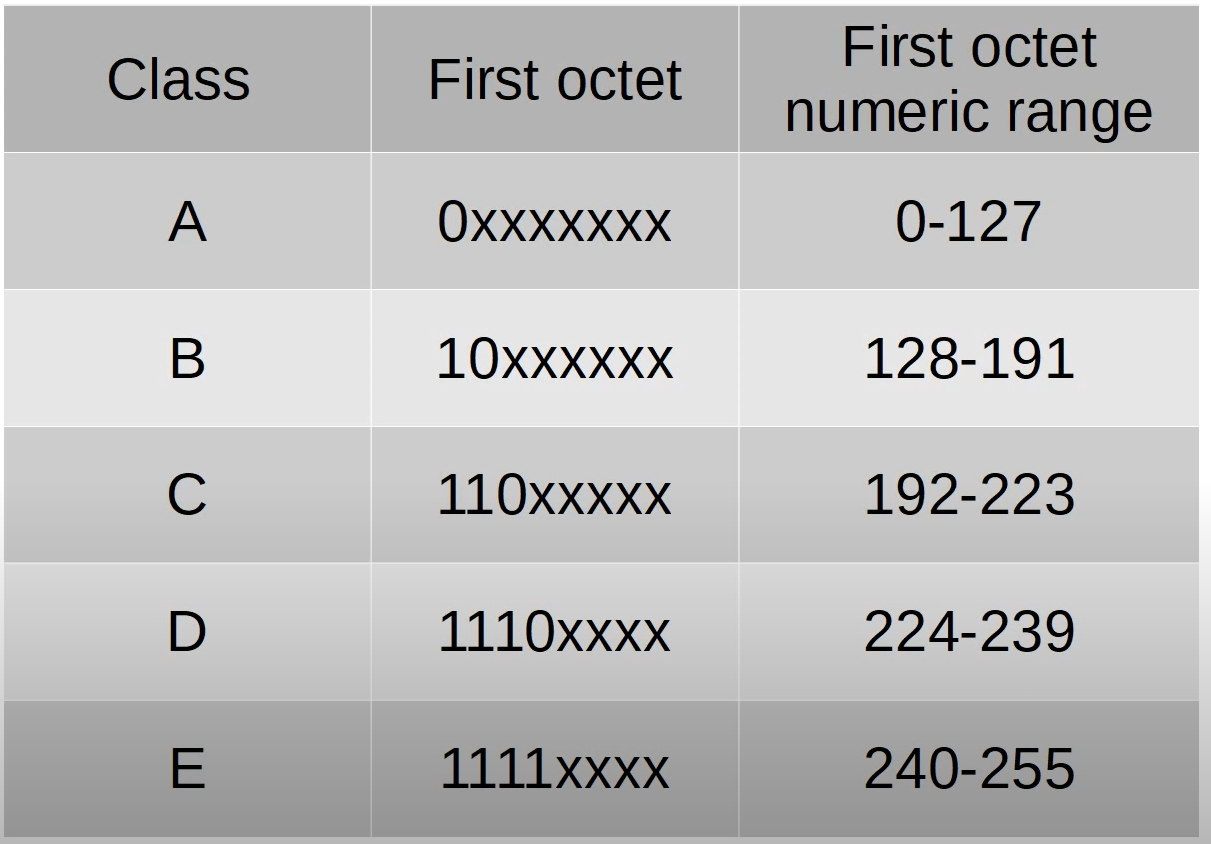 Class First octet First octet numeric range
A 0xxxxxxx 0-127
B 10xxxxxx 128-191
C 110xxxxx 192-223
D 1110xxxx 224-239
E 1111xxxx 240-255